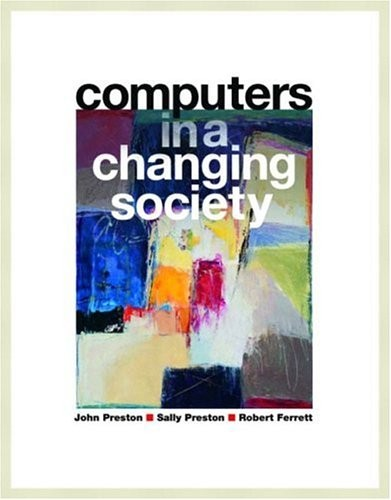 computers
in a
changing
society
John Preston ■ Sally Preston ■ Robert Ferrett